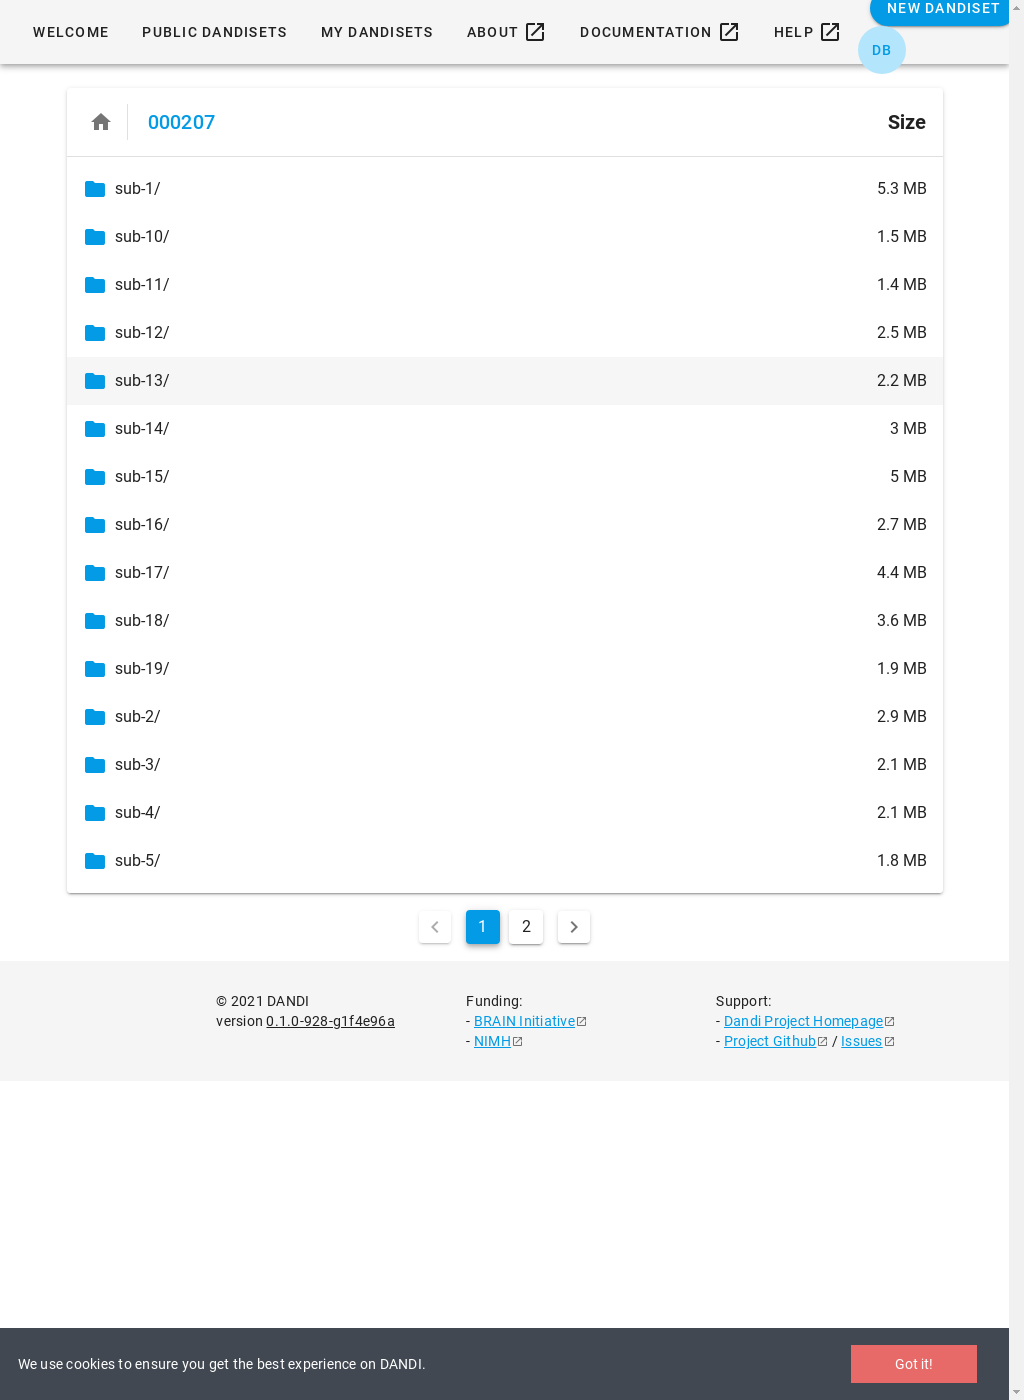 WELCOME PUBLIC DANDISETS MY DANDISETS ABOUT DOCUMENTATION HELP NEW DANDISET
DB
000207 Size
sub-1/ 5.3 MB
sub-10/ 1.5 MB
sub-11/ 1.4 MB
sub-12/ 2.5 MB
sub-13/ 2.2 MB
sub-14/ 3 MB
sub-15/ 5 MB
sub-16/ 2.7 MB
sub-17/ 4.4 MB
sub-18/ 3.6 MB
sub-19/ 1.9 MB
sub-2/ 2.9 MB
sub-3/ 2.1 MB
sub-4/ 2.1 MB
sub-5/ 1.8 MB
1 2
© 2021 DANDI
version 0.1.0-928-g1f4e96a
Funding:
- BRAIN Initiative
- NIMH
Support:
- Dandi Project Homepage
- Project Github / Issues
We use cookies to ensure you get the best experience on DANDI. Got it!